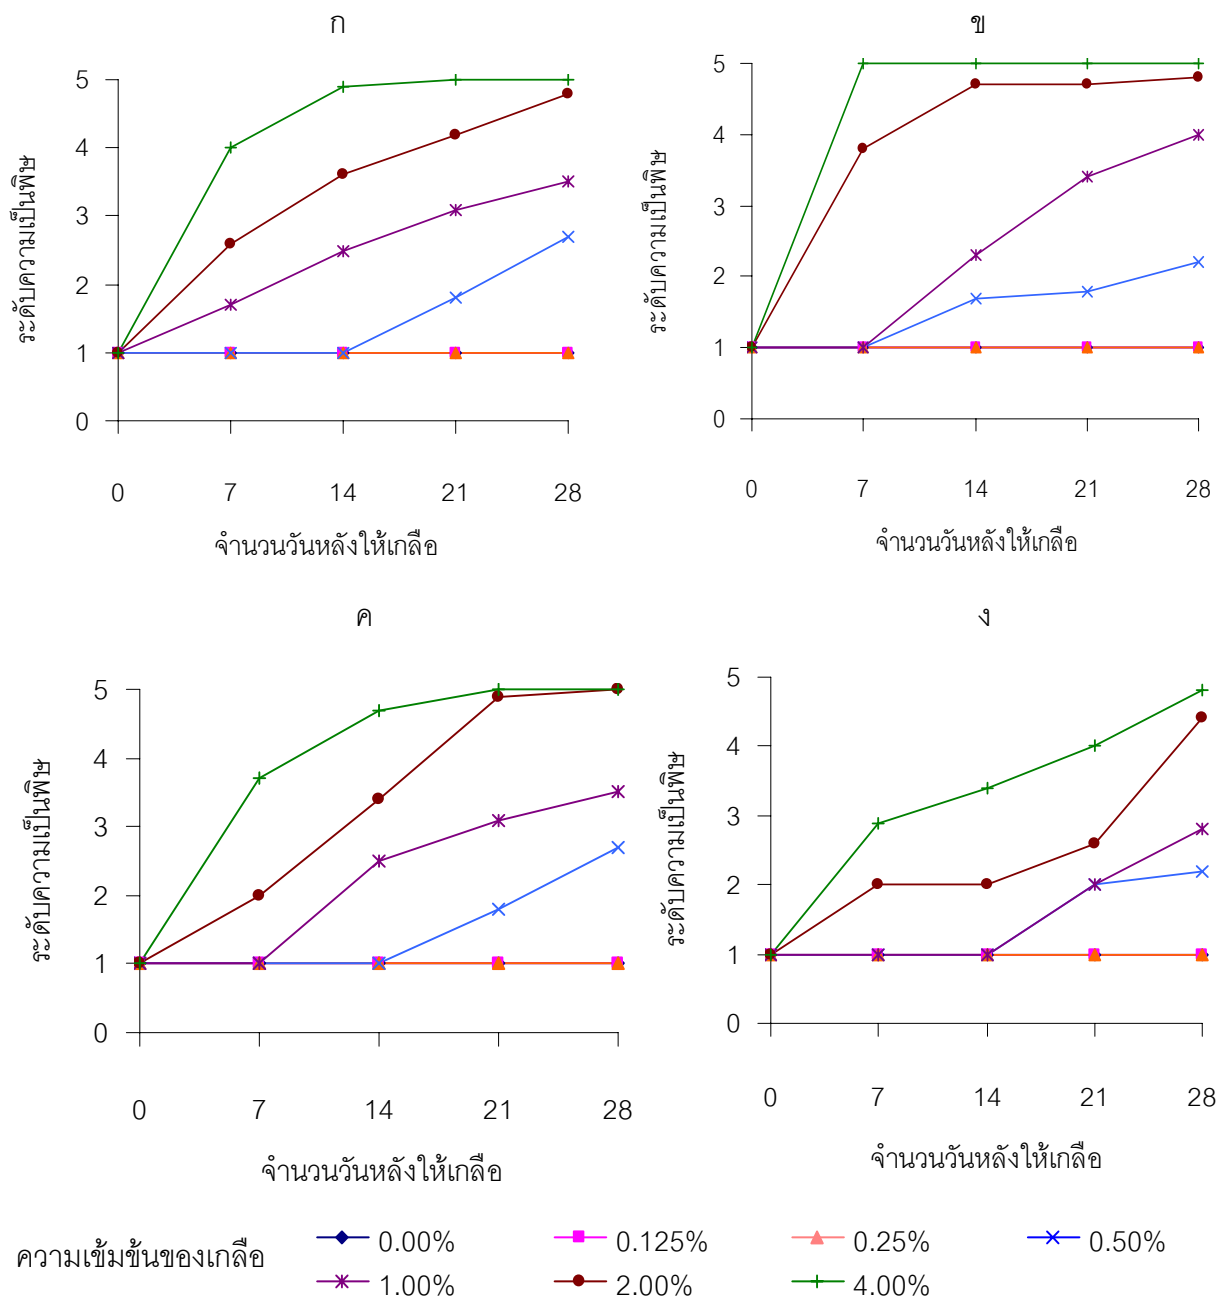 ก
5
4
3
2
1
0
ระดับความเป็นพิษ
0 7 14 21 28
จำนวนวันหลังให้เกลือ
ข
5
4
3
2
1
0
ระดับความเป็นพิษ
0 7 14 21 28
จำนวนวันหลังให้เกลือ
ค
5
4
3
2
1
0
ระดับความเป็นพิษ
0 7 14 21 28
จำนวนวันหลังให้เกลือ
ง
5
4
3
2
1
0
ระดับความเป็นพิษ
0 7 14 21 28
จำนวนวันหลังให้เกลือ
ความเข้มข้นของเกลือ
0.00% 0.125% 0.25% 0.50%
1.00% 2.00% 4.00%